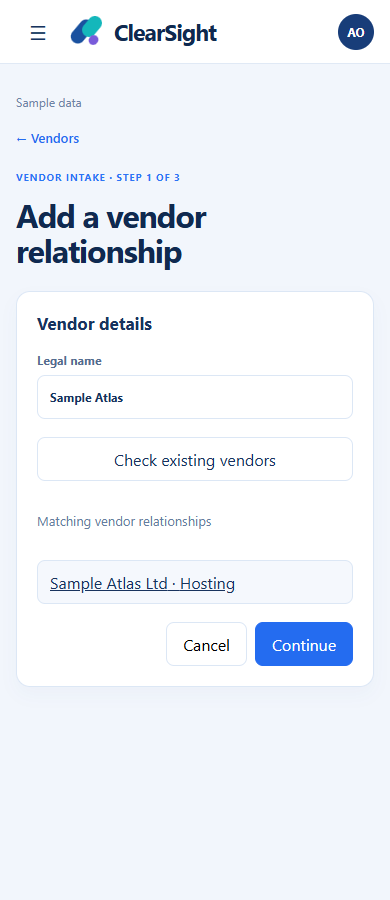 ☰ ClearSight AO
Sample data
← Vendors
VENDOR INTAKE · STEP 1 OF 3
Add a vendor
relationship
Vendor details
Legal name
Sample Atlas
Check existing vendors
Matching vendor relationships
Sample Atlas Ltd · Hosting
Cancel Continue